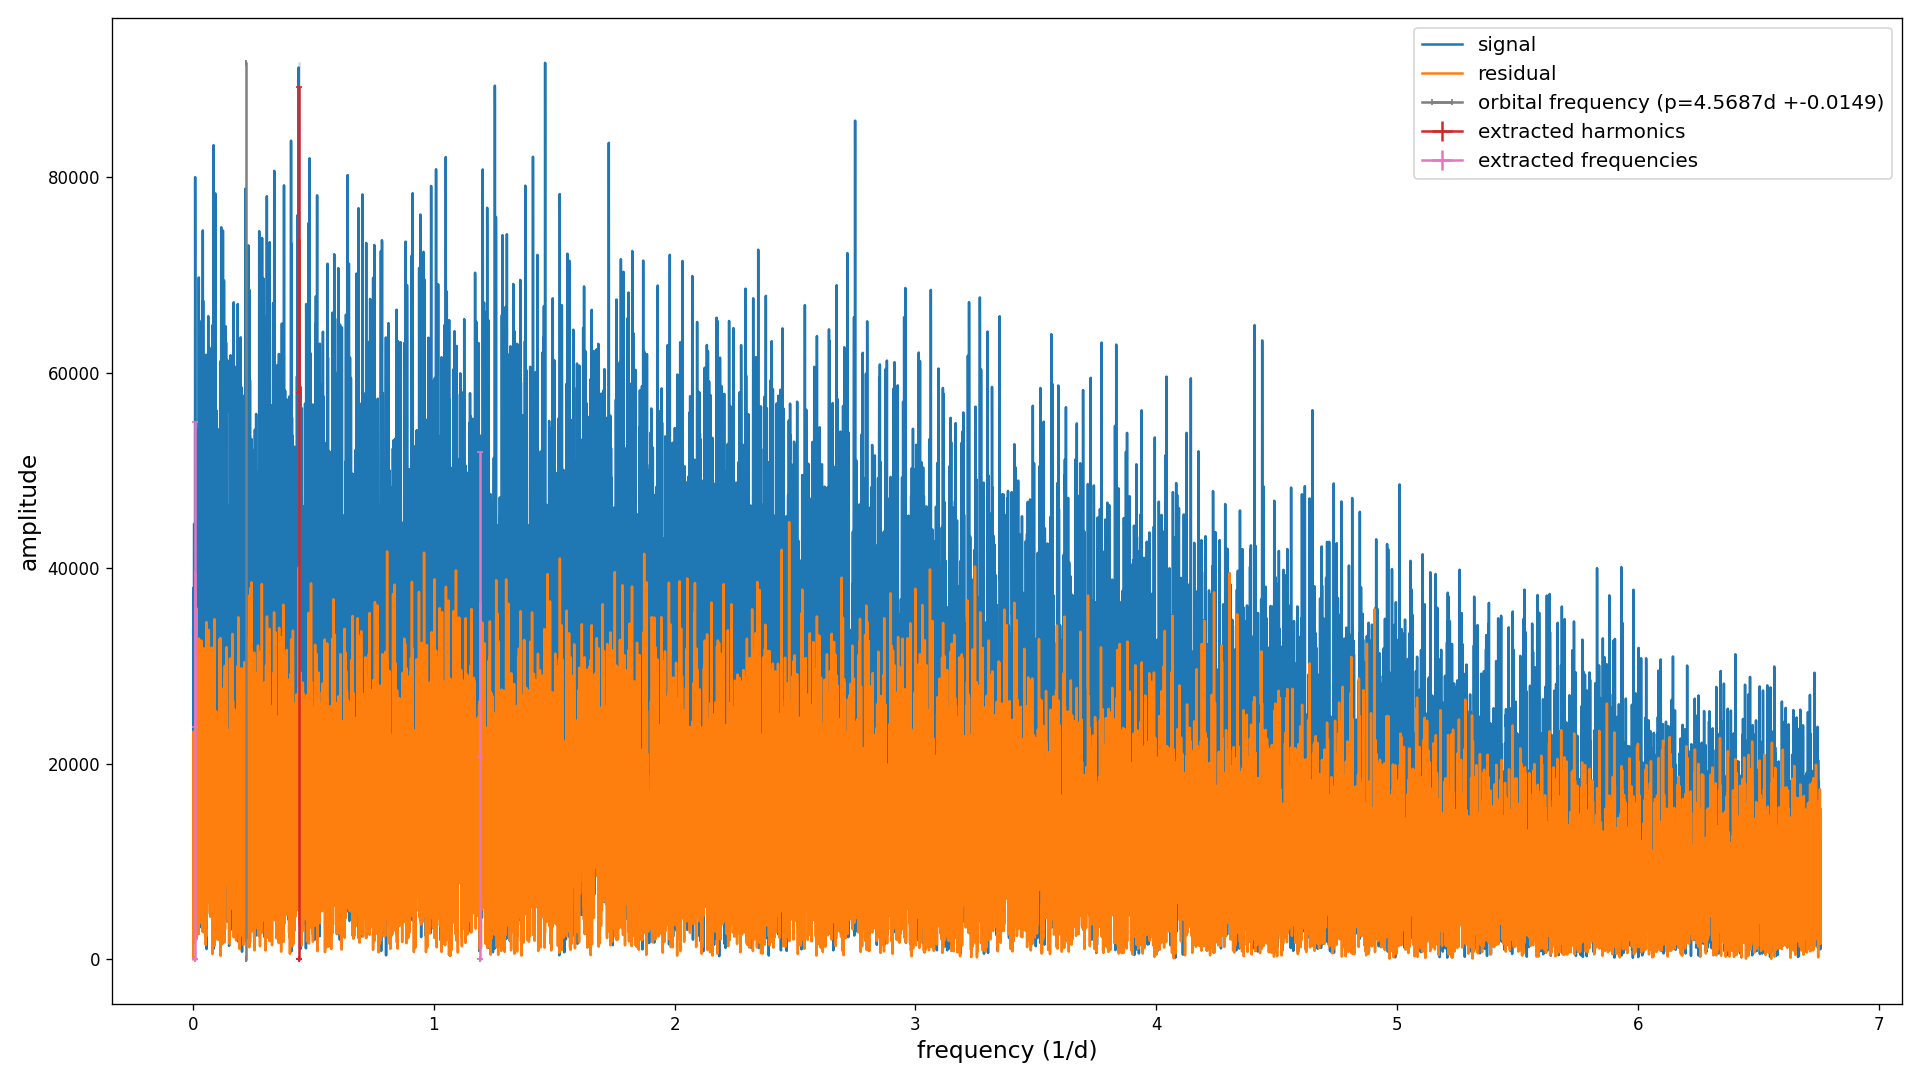 signal
residual
orbital frequency (p=4.5687d +-0.0149)
extracted harmonics
extracted frequencies
amplitude
80000
60000
40000
20000
0
0 1 2 3 4 5 6 7
frequency (1/d)